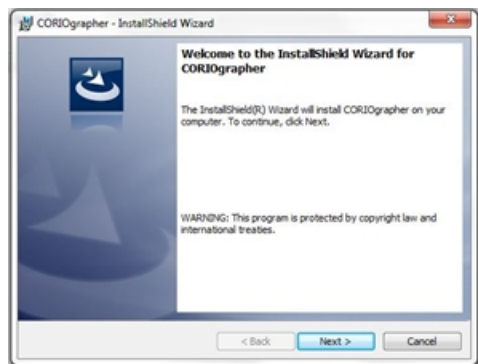 CORIOgrapher - InstallShield Wizard
Welcome to the InstallShield Wizard for
CORIOgrapher
The InstallShield(R) Wizard will install CORIOgrapher on your
computer. To continue, click Next.
WARNING: This program is protected by copyright law and
international treaties.
< Back
Next >
Cancel